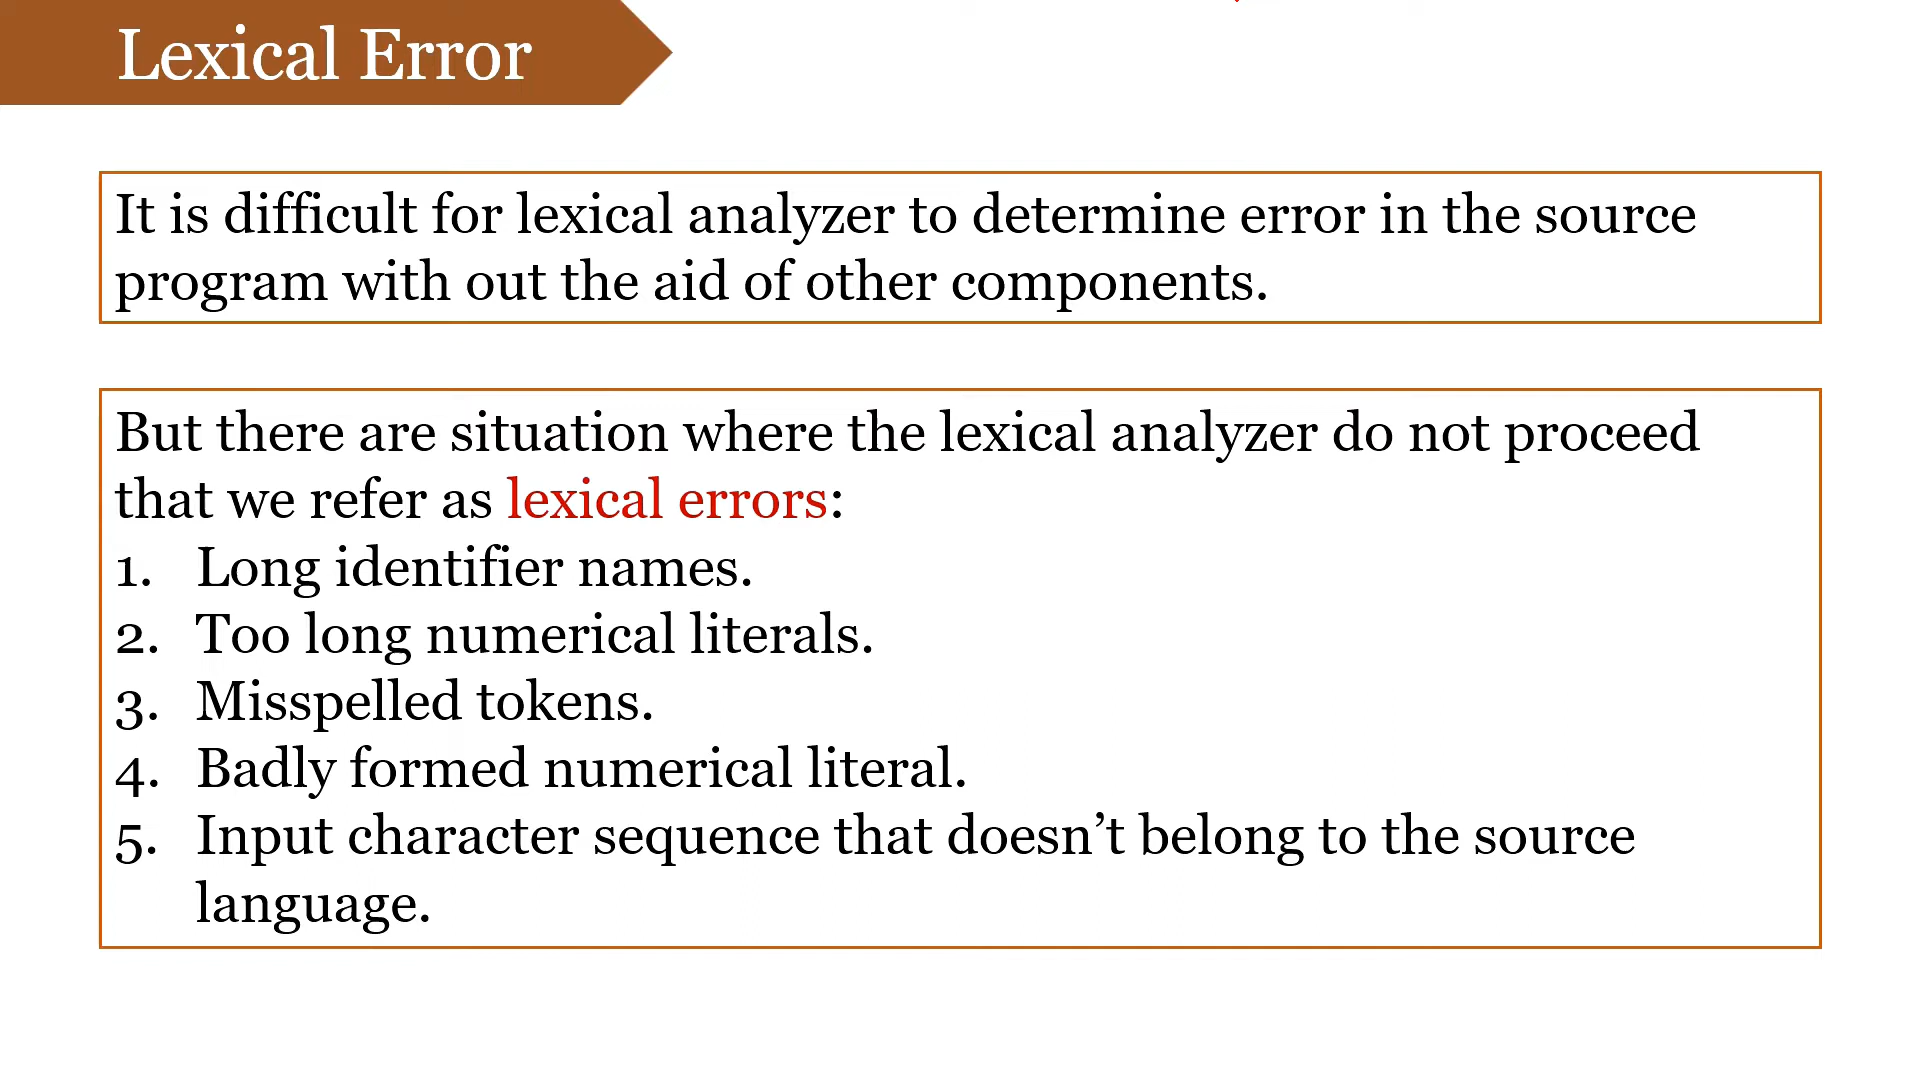 Lexical Error
It is difficult for lexical analyzer to determine error in the source
program with out the aid of other components.
But there are situation where the lexical analyzer do not proceed
that we refer as lexical errors:
1. Long identifier names.
2. Too long numerical literals.
3. Misspelled tokens.
4. Badly formed numerical literal.
5. Input character sequence that doesn’t belong to the source
language.